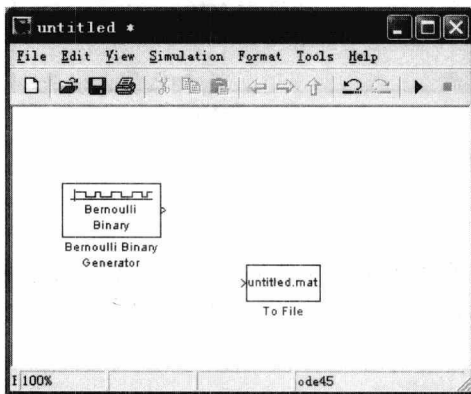 untitled *
File Edit View Simulation Format Tools Help
Bernoulli
Binary
Bernoulli Binary
Generator
untitled.mat
To File
100%
ode45